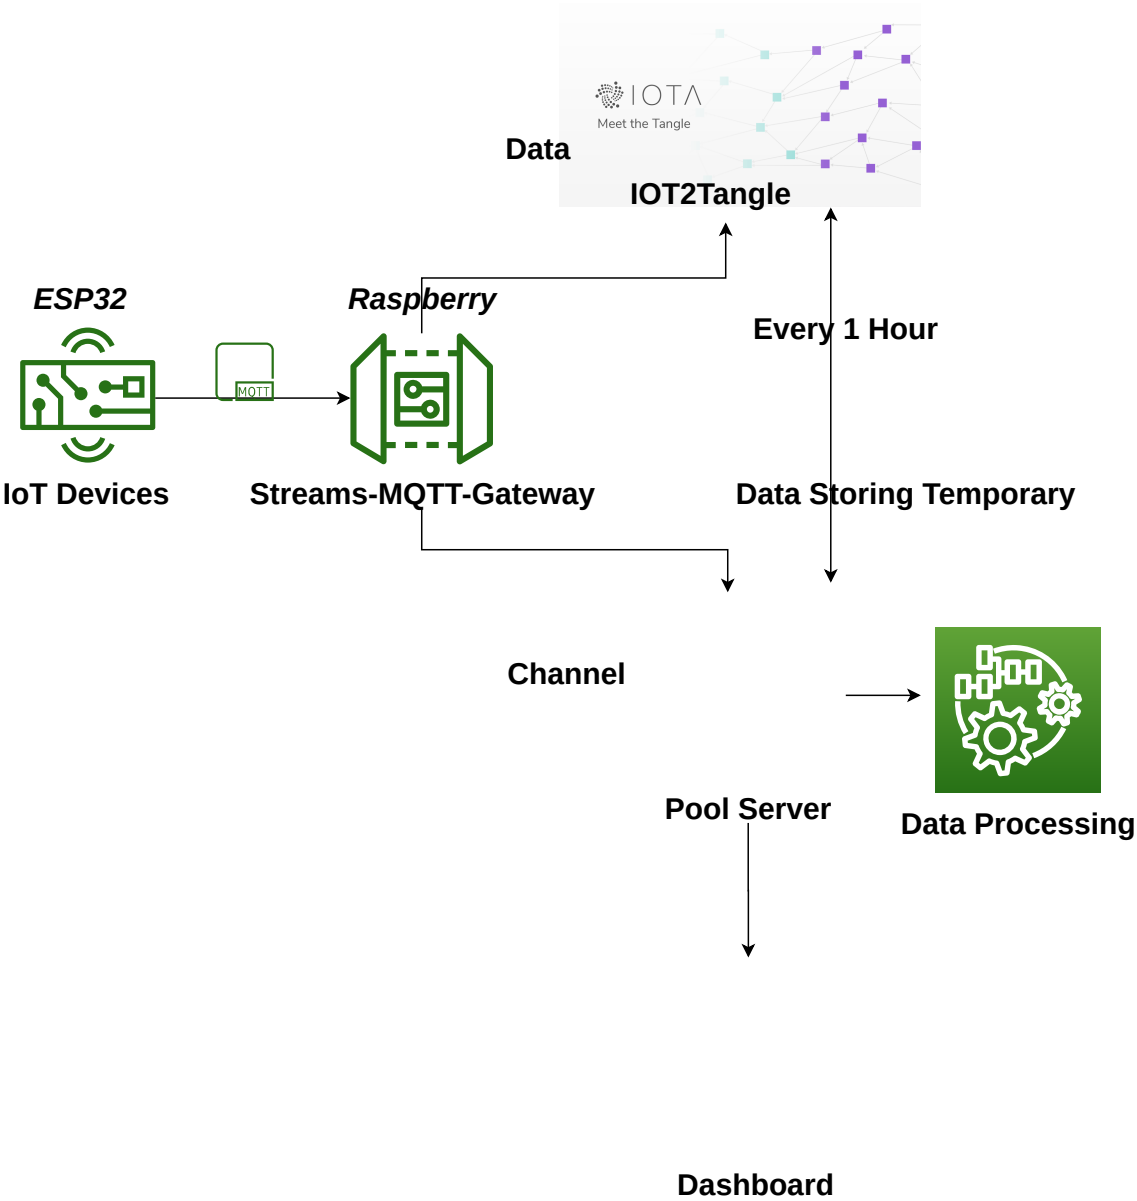 IOTA
Meet the Tangle
Data
IOT2Tangle
ESP32
Raspberry
Every 1 Hour
MQTT
IoT Devices
Streams-MQTT-Gateway
Data Storing Temporary
Channel
Pool Server
Data Processing
Dashboard